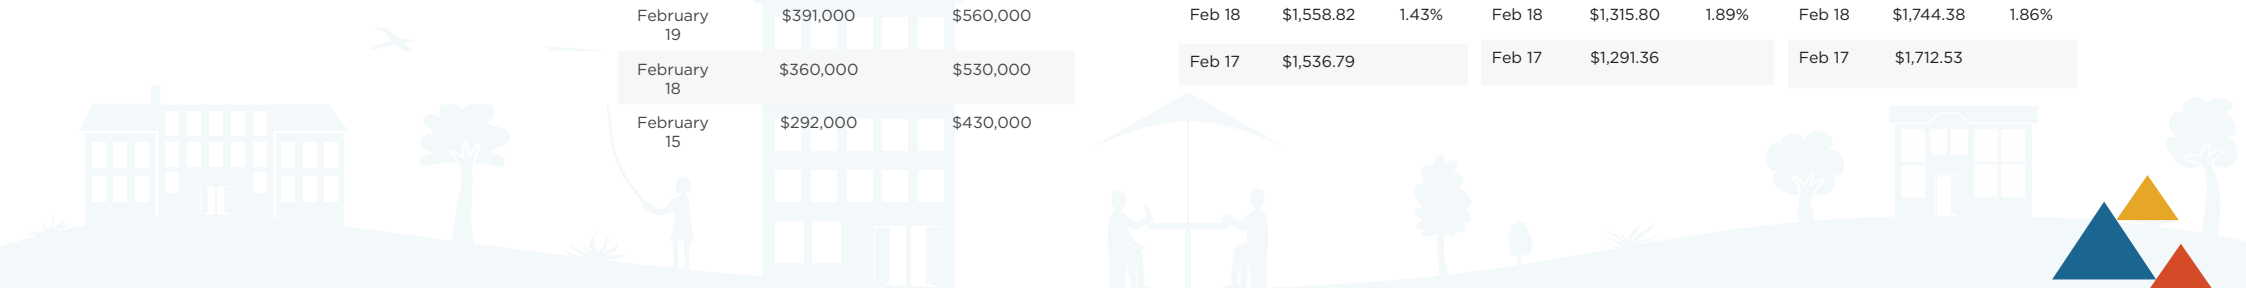 February $391,000 $560,000
19
February $360,000 $530,000
18
February $292,000 $430,000
15
Feb 18 $1,558.82 1.43%
Feb 17 $1,536.79
Feb 18 $1,315.80 1.89%
Feb 17 $1,291.36
Feb 18 $1,744.38 1.86%
Feb 17 $1,712.53